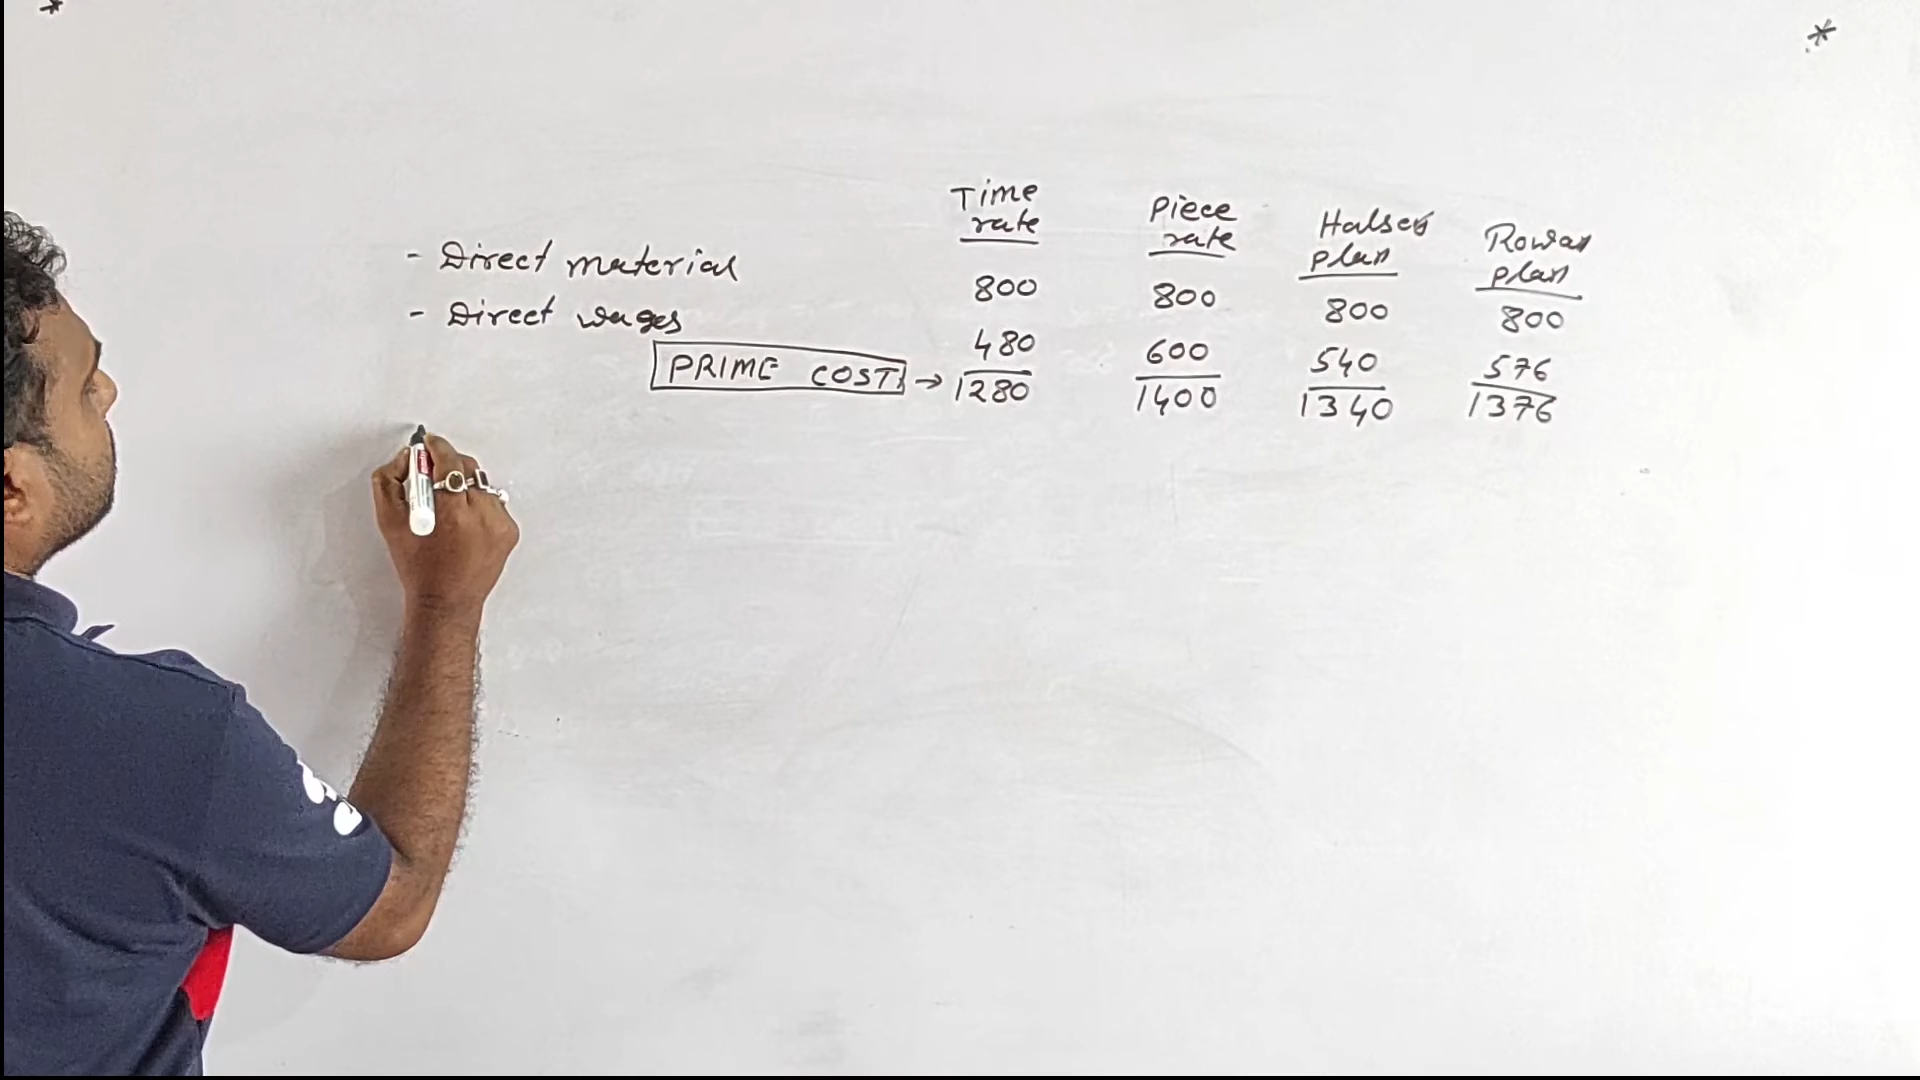 *
*
Time rate Piece rate Halsey plan Rowan plan
- Direct material 800 800 800 800
- Direct wages 480 600 540 576
PRIME COST → 1280 1400 1340 1376